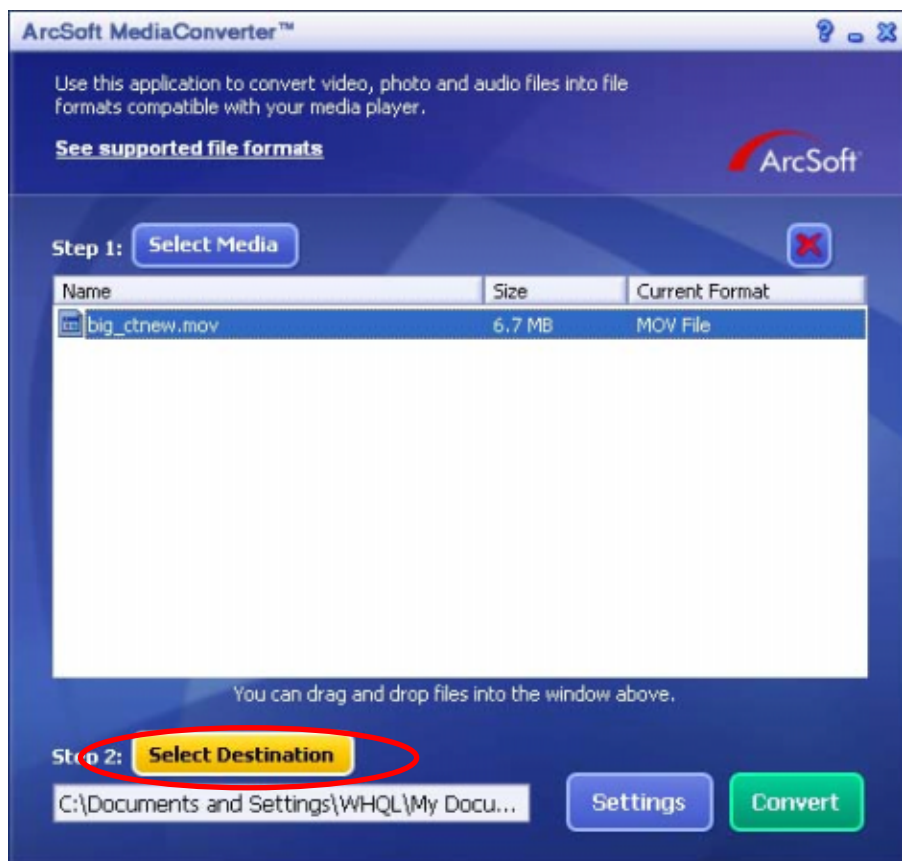 ArcSoft MediaConverter™
Use this application to convert video, photo and audio files into file
formats compatible with your media player.
See supported file formats
ArcSoft
Step 1: Select Media
Name Size Current Format
big_ctnew.mov 6.7 MB MOV File
You can drag and drop files into the window above.
Step 2: Select Destination
C:\Documents and Settings\WHQL\My Docu...
Settings
Convert